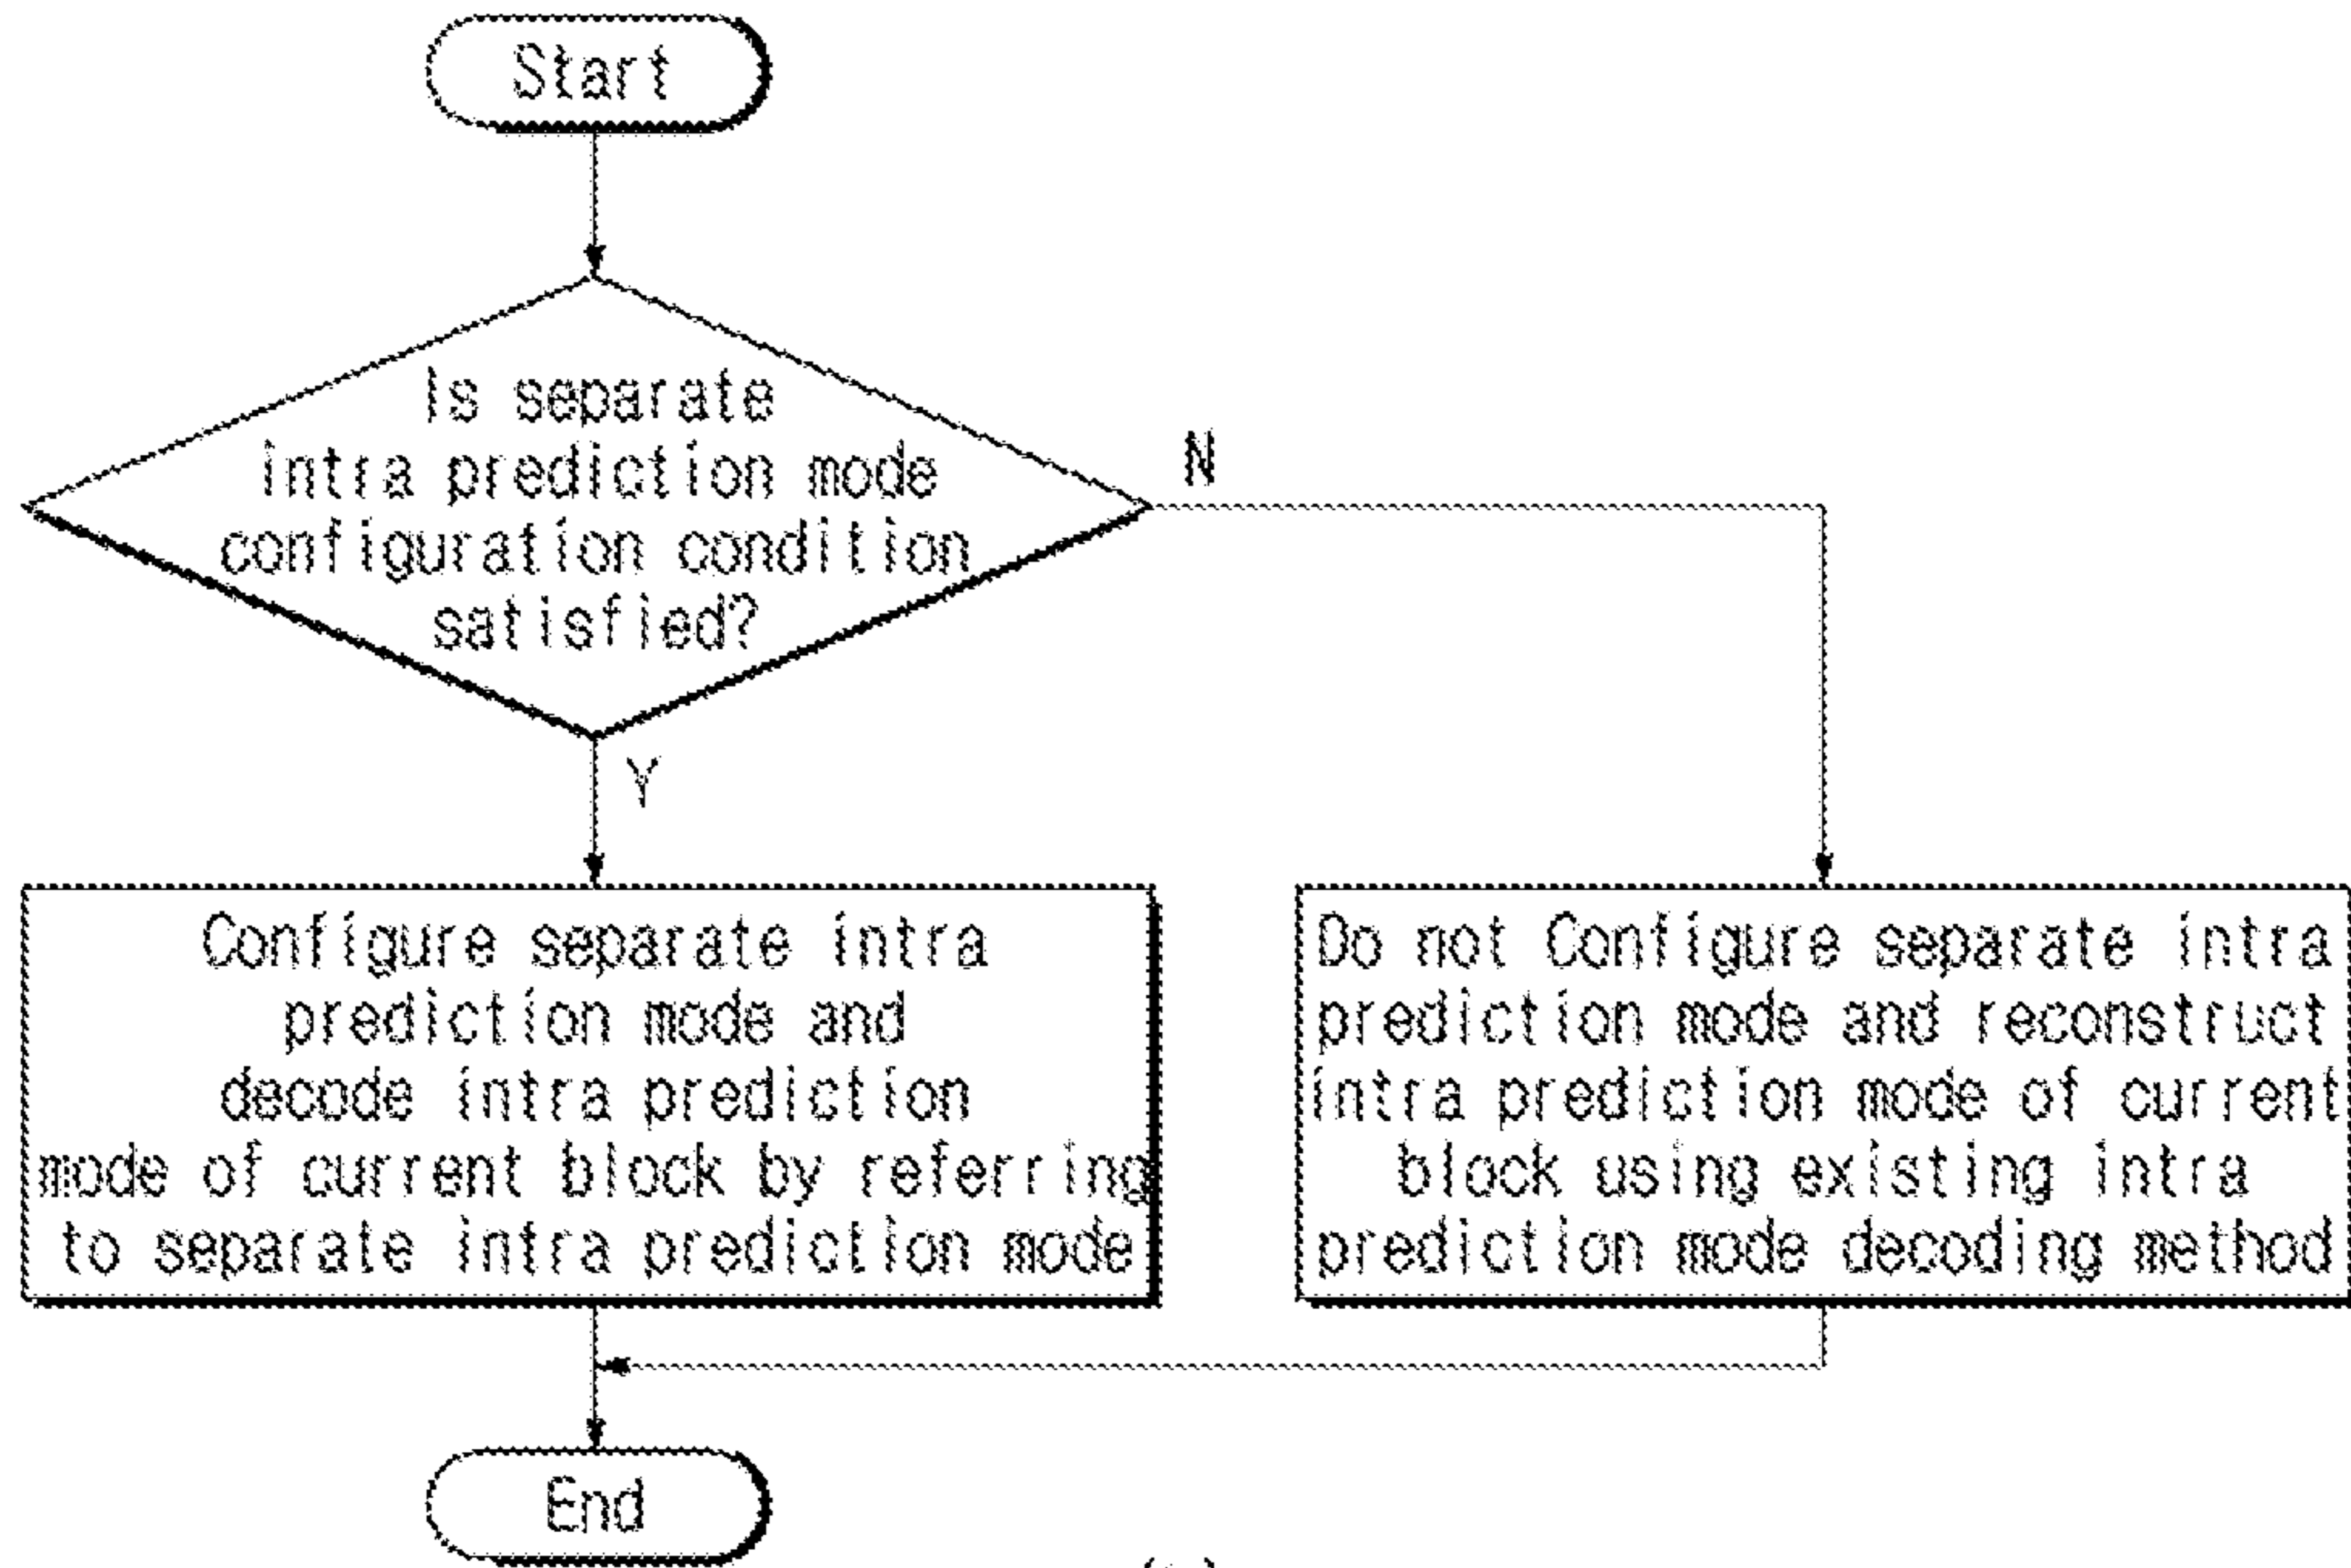 Start
Is separate
intra prediction mode
configuration condition
satisfied?
N
Y
Configure separate intra
prediction mode and
decode intra prediction
mode of current block by referring
to separate intra prediction mode
Do not Configure separate intra
prediction mode and reconstruct
intra prediction mode of current
block using existing intra
prediction mode decoding method
End